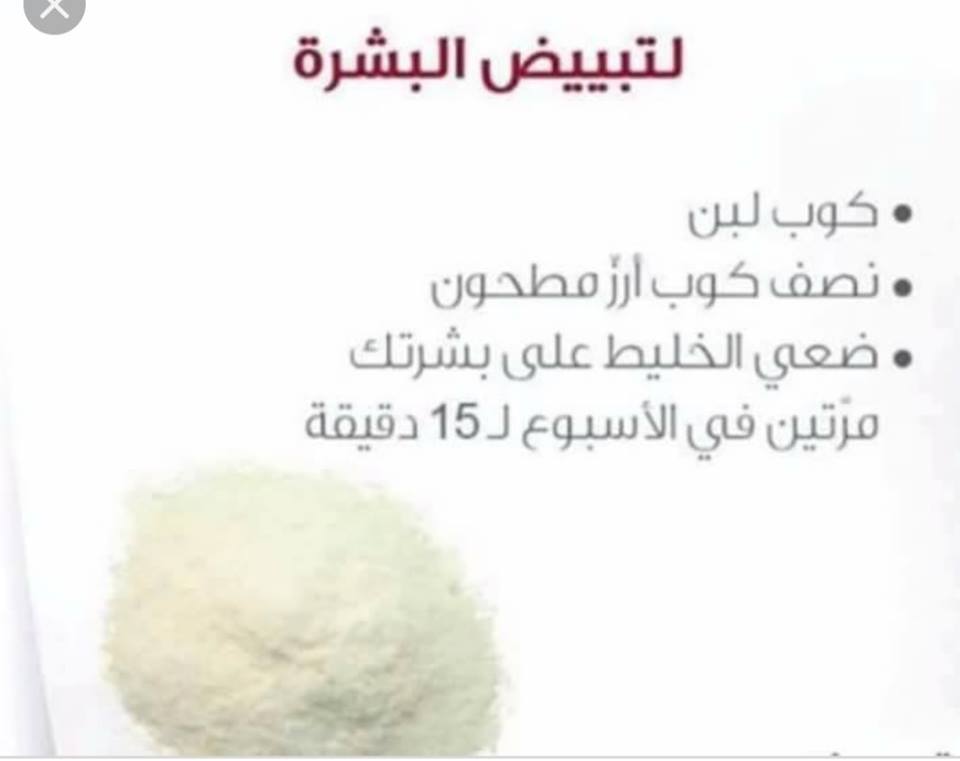 لتبييض البشرة
• كوب لبن
• نصف كوب أرزّ مطحون
• ضعي الخليط على بشرتك
مرّتين في الأسبوع لـ 15 دقيقة